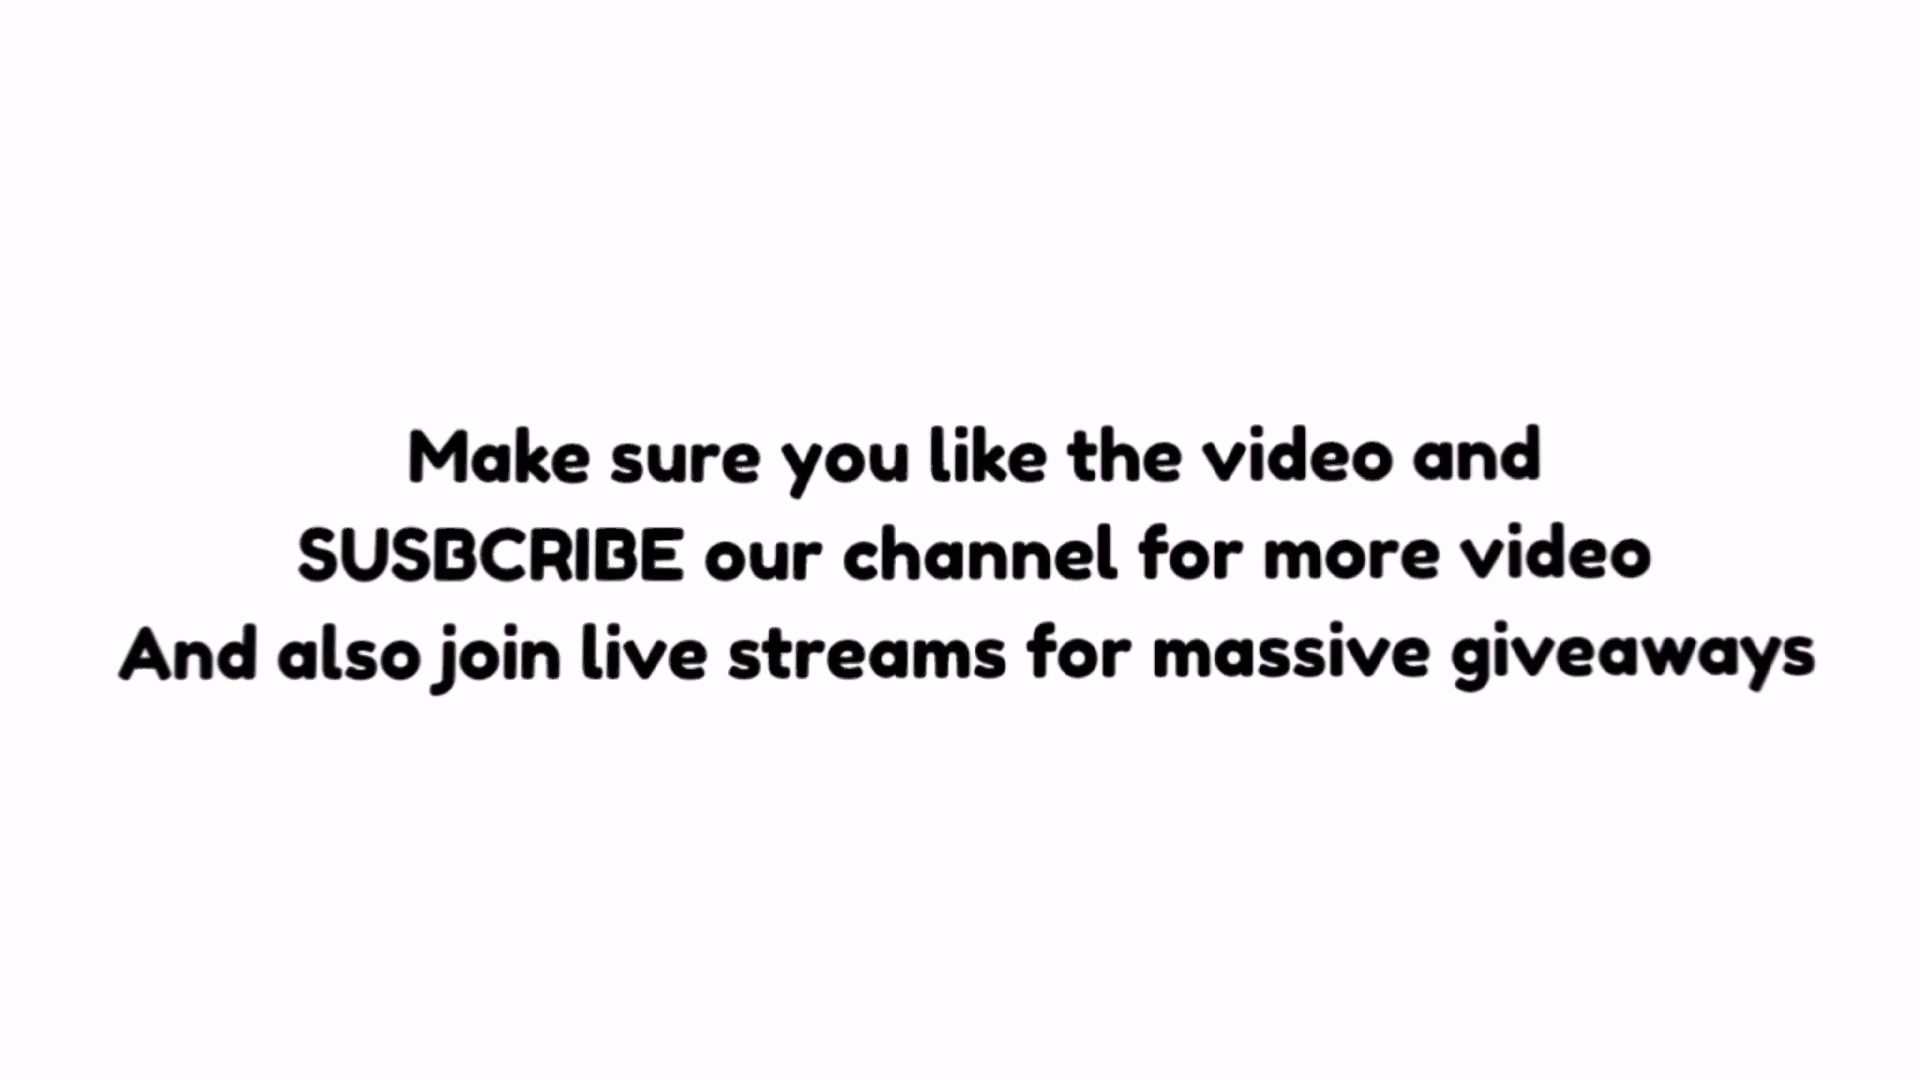 Make sure you like the video and
SUSBCRIBE our channel for more video
And also join live streams for massive giveaways